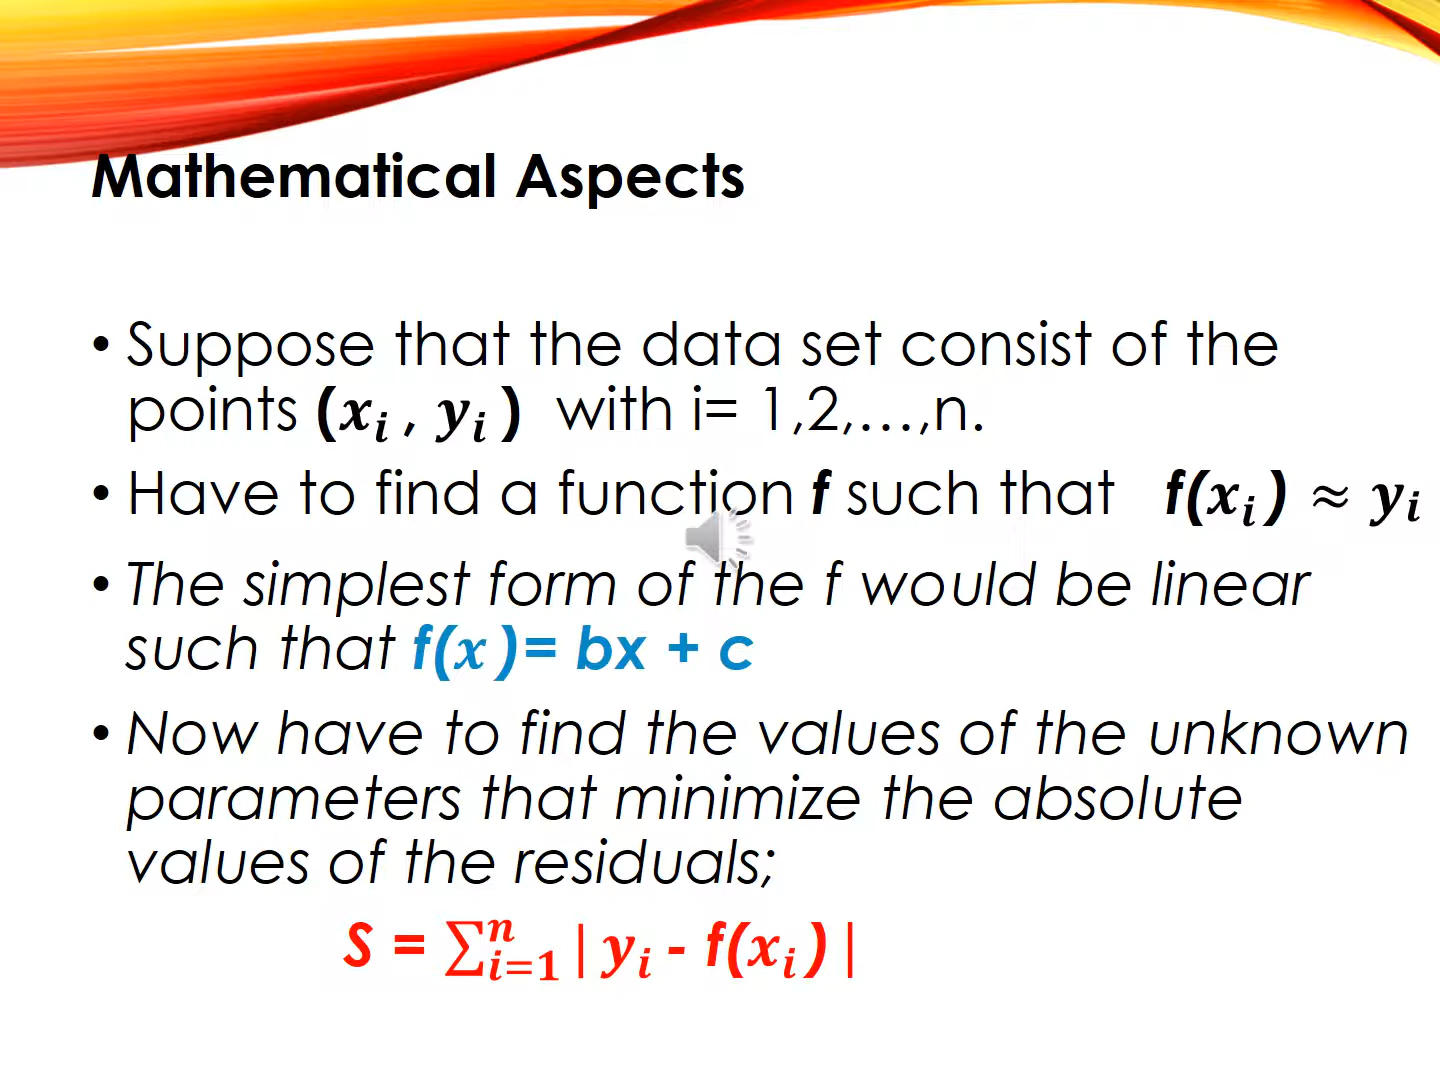 Mathematical Aspects
• Suppose that the data set consist of the
points (xᵢ , yᵢ ) with i= 1,2,...,n.
• Have to find a function f such that f(xᵢ ) ≈ yᵢ
• The simplest form of the f would be linear
such that f(x )= bx + c
• Now have to find the values of the unknown
parameters that minimize the absolute
values of the residuals;
S = ∑ⁿᵢ₌₁ | yᵢ - f(xᵢ ) |